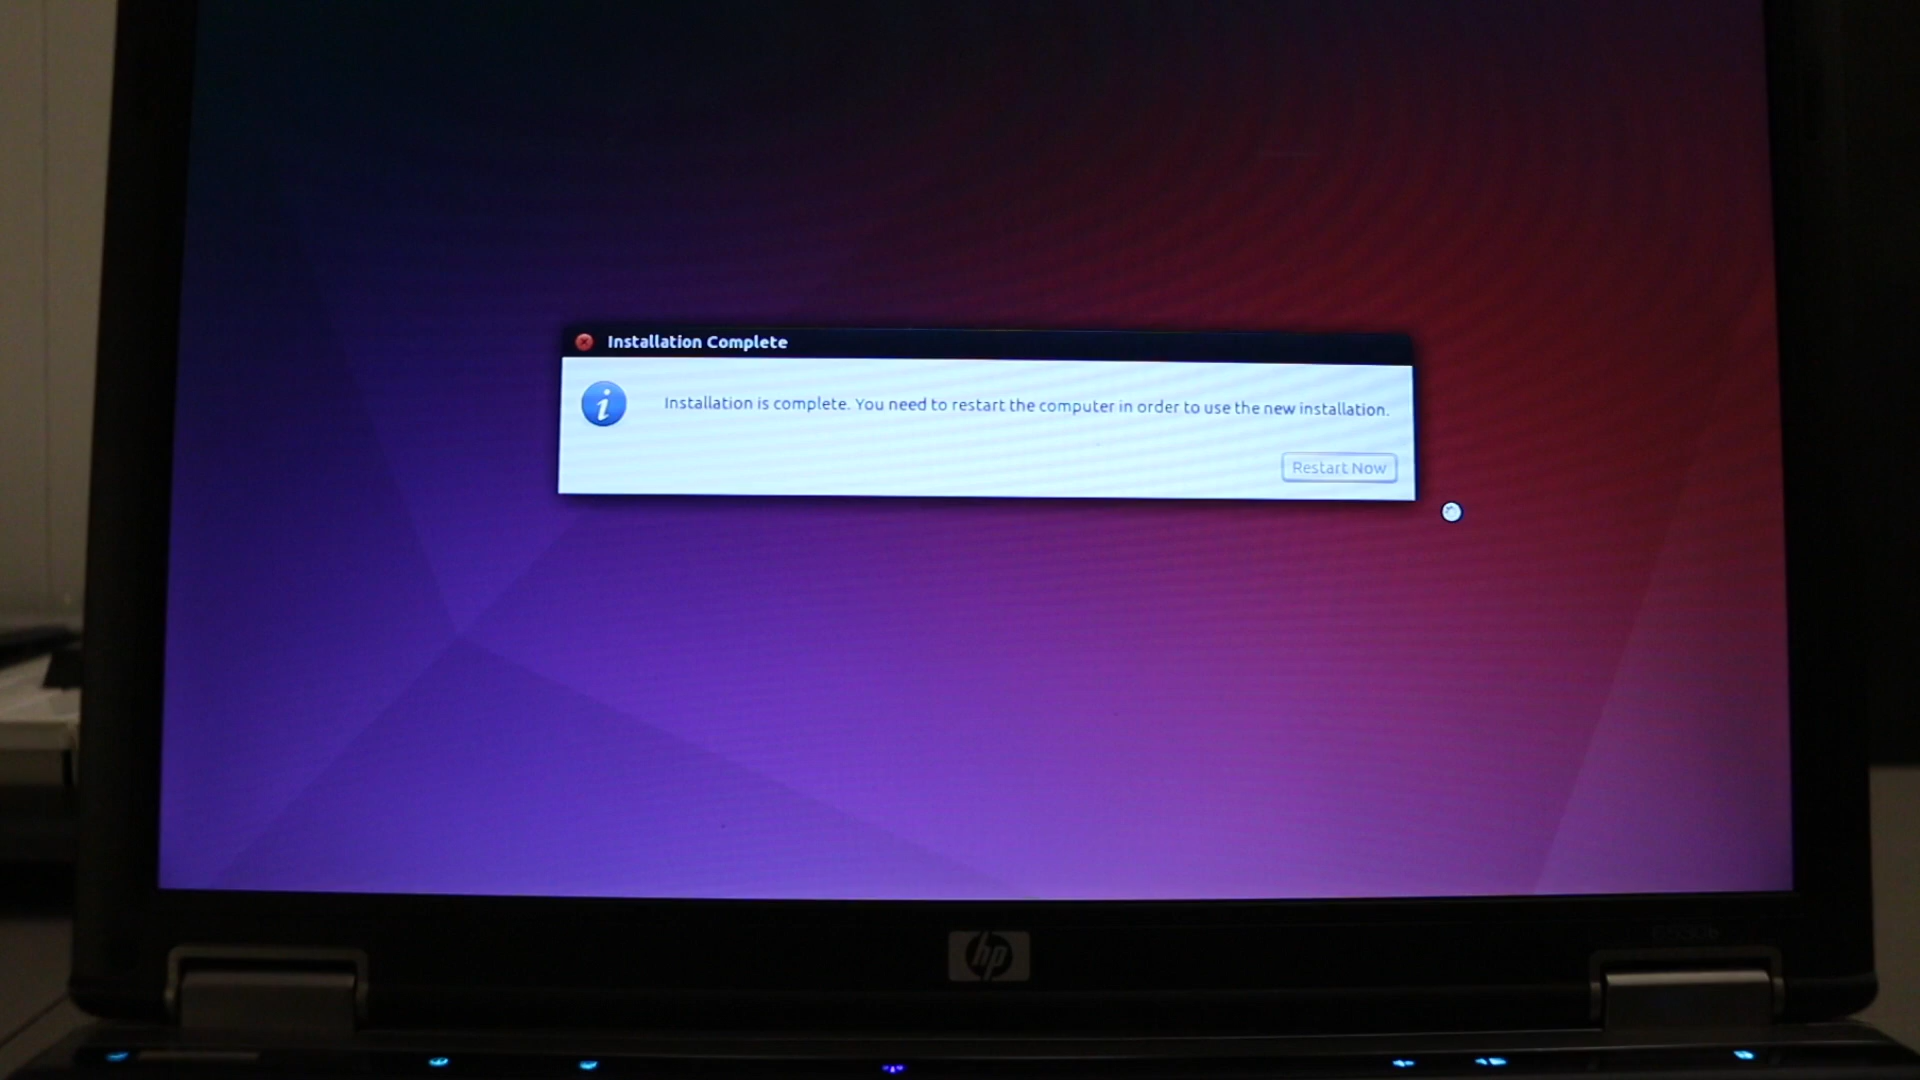 Installation Complete
Installation is complete. You need to restart the computer in order to use the new installation.
Restart Now
hp